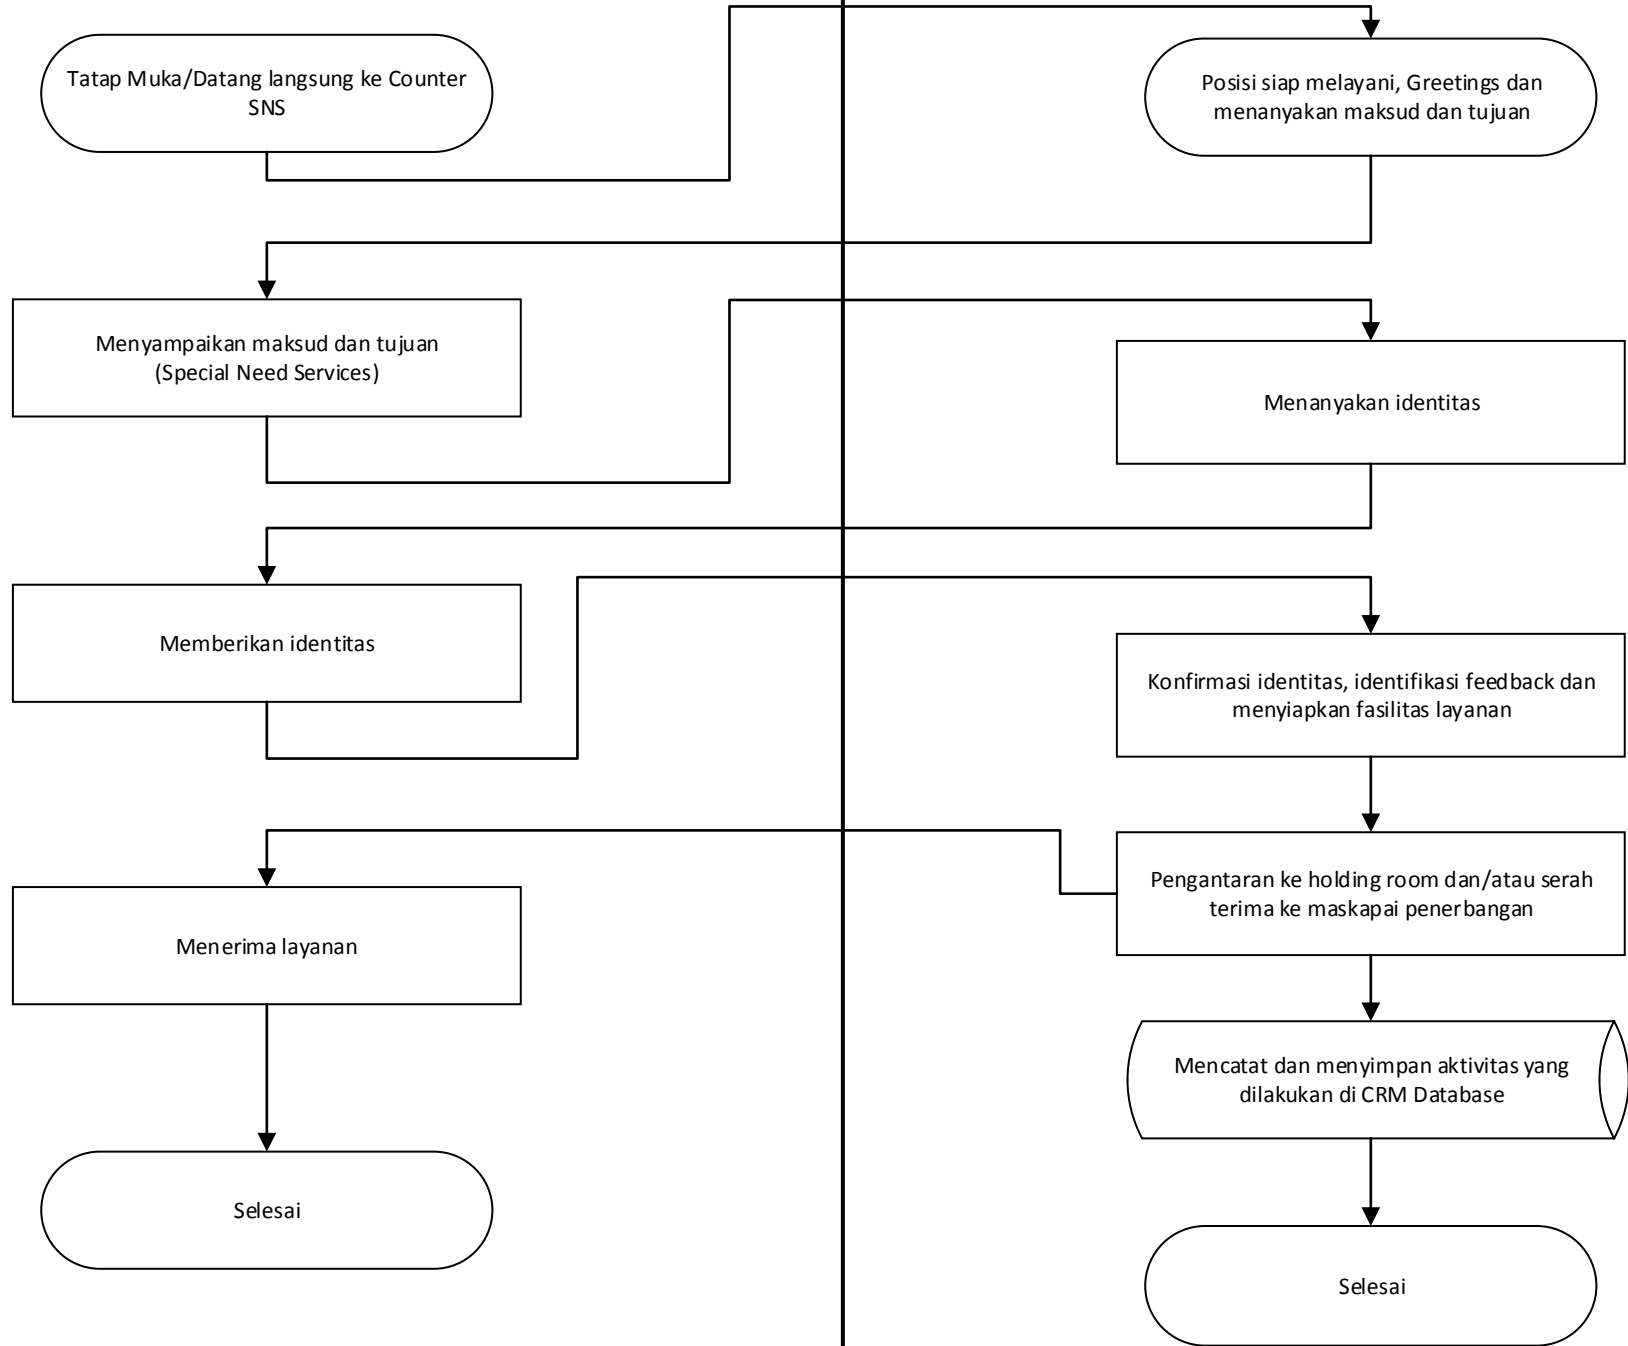 Tatap Muka/Datang langsung ke Counter
SNS
Posisi siap melayani, Greetings dan
menanyakan maksud dan tujuan
Menyampaikan maksud dan tujuan
(Special Need Services)
Menanyakan identitas
Memberikan identitas
Konfirmasi identitas, identifikasi feedback dan
menyiapkan fasilitas layanan
Pengantaran ke holding room dan/atau serah
terima ke maskapai penerbangan
Menerima layanan
Mencatat dan menyimpan aktivitas yang
dilakukan di CRM Database
Selesai
Selesai